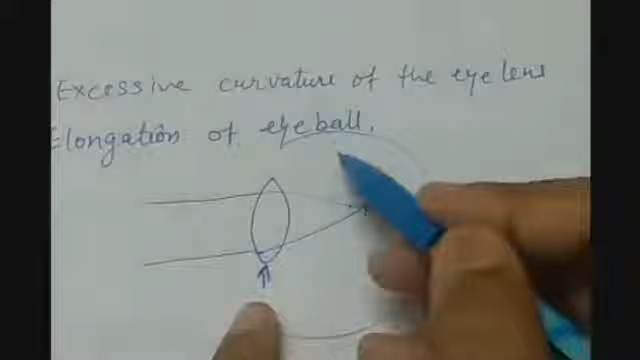 Excessive curvature of the eye lens
Elongation of eyeball.